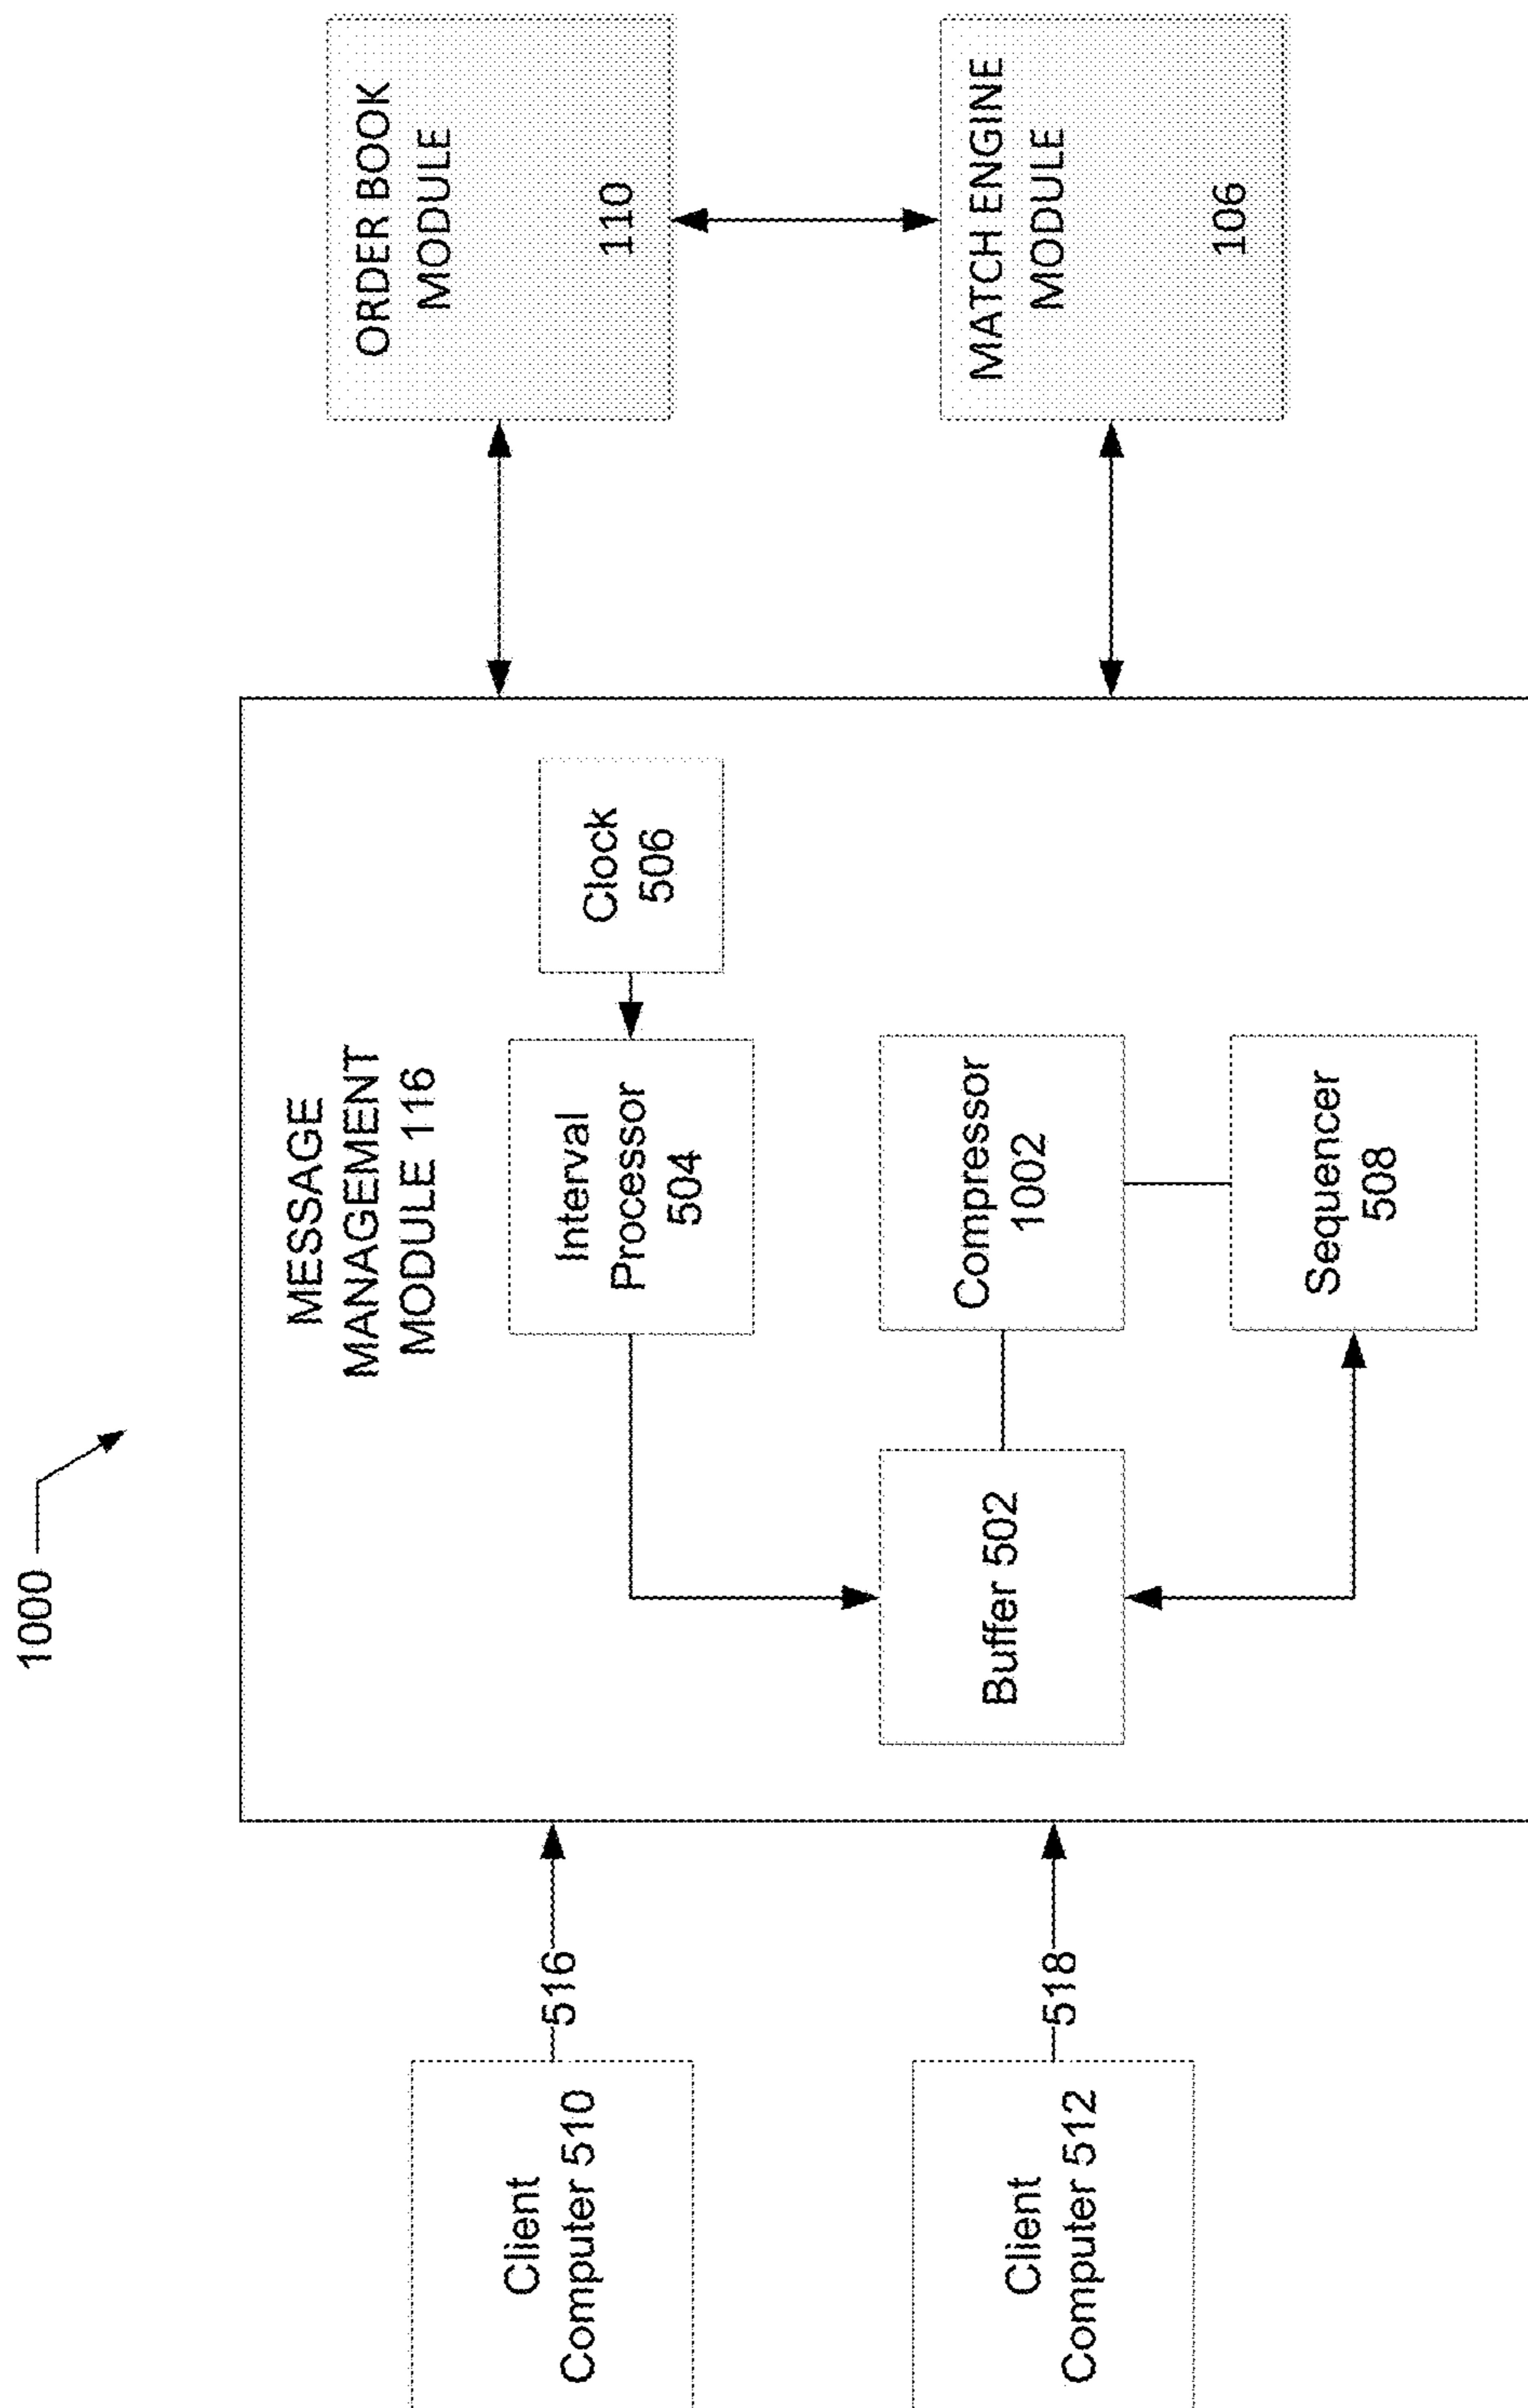 1000
Client
Computer 510
516
Client
Computer 512
518
MESSAGE
MANAGEMENT
MODULE 116
Interval
Processor
504
Clock
506
Buffer 502
Compressor
1002
Sequencer
508
ORDER BOOK
MODULE
110
MATCH ENGINE
MODULE
106